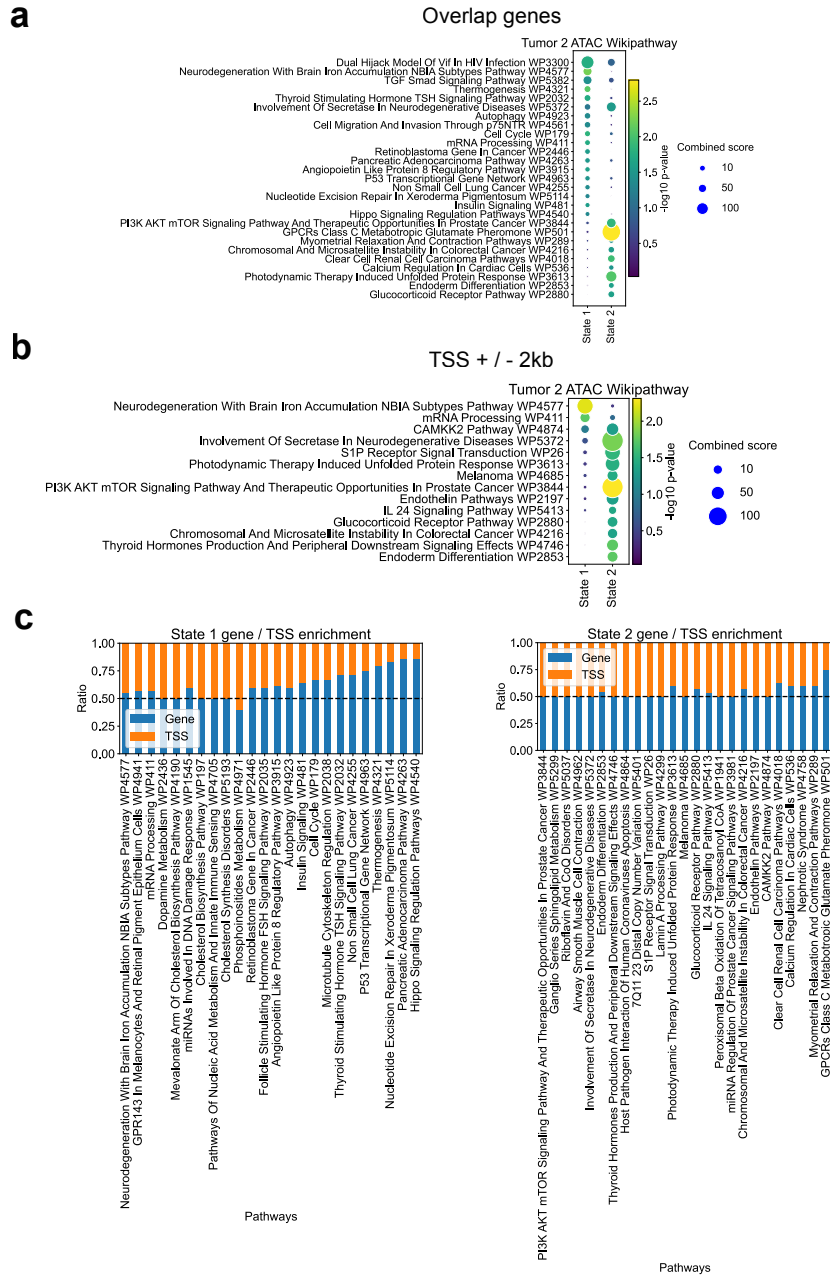 a
Overlap genes
Tumor 2 ATAC Wikipathway
Dual Hijack Model Of Vif In HIV Infection WP3300
Neurodegeneration With Brain Iron Accumulation NBIA Subtypes Pathway WP4577
TGF Smad Signaling Pathway WP5382
Thermogenesis WP4321
Thyroid Stimulating Hormone TSH Signaling Pathway WP2032
Involvement Of Secretase In Neurodegenerative Diseases WP5372
Autophagy WP4923
Cell Migration And Invasion Through p75NTR WP4561
Cell Cycle WP179
mRNA Processing WP411
Retinoblastoma Gene In Cancer WP2446
Pancreatic Adenocarcinoma Pathway WP4263
Angiopoietin Like Protein 8 Regulatory Pathway WP3915
P53 Transcriptional Gene Network WP4963
Non Small Cell Lung Cancer WP4255
Nucleotide Excision Repair In Xeroderma Pigmentosum WP5114
Insulin Signaling WP481
Hippo Signaling Regulation Pathways WP4540
PI3K AKT mTOR Signaling Pathway And Therapeutic Opportunities In Prostate Cancer WP3844
GPCRs Class C Metabotropic Glutamate Pheromone WP501
Myometrial Relaxation And Contraction Pathways WP289
Chromosomal And Microsatellite Instability In Colorectal Cancer WP4216
Clear Cell Renal Cell Carcinoma Pathways WP4018
Calcium Regulation In Cardiac Cells WP536
Photodynamic Therapy Induced Unfolded Protein Response WP3613
Endoderm Differentiation WP2853
Glucocorticoid Receptor Pathway WP2880
State 1
State 2
2.5
2.0
1.5
1.0
0.5
-log10 p-value
Combined score
10
50
100
b
TSS + / - 2kb
Tumor 2 ATAC Wikipathway
Neurodegeneration With Brain Iron Accumulation NBIA Subtypes Pathway WP4577
mRNA Processing WP411
CAMKK2 Pathway WP4874
Involvement Of Secretase In Neurodegenerative Diseases WP5372
S1P Receptor Signal Transduction WP26
Photodynamic Therapy Induced Unfolded Protein Response WP3613
Melanoma WP4685
PI3K AKT mTOR Signaling Pathway And Therapeutic Opportunities In Prostate Cancer WP3844
Endothelin Pathways WP2197
IL 24 Signaling Pathway WP5413
Glucocorticoid Receptor Pathway WP2880
Chromosomal And Microsatellite Instability In Colorectal Cancer WP4216
Thyroid Hormones Production And Peripheral Downstream Signaling Effects WP4746
Endoderm Differentiation WP2853
State 1
State 2
2.0
1.5
1.0
0.5
-log10 p-value
Combined score
10
50
100
c
State 1 gene / TSS enrichment
1.00
0.75
0.50
0.25
0.00
Ratio
Gene
TSS
Neurodegeneration With Brain Iron Accumulation NBIA Subtypes Pathway WP4577
GPR143 In Melanocytes And Retinal Pigment Epithelium Cells WP4941
mRNA Processing WP411
Dopamine Metabolism WP2436
Mevalonate Arm Of Cholesterol Biosynthesis Pathway WP4190
miRNAs Involved In DNA Damage Response WP1545
Cholesterol Biosynthesis Pathway WP197
Pathways Of Nucleic Acid Metabolism And Innate Immune Sensing WP4705
Cholesterol Synthesis Disorders WP5193
Phosphoinositides Metabolism WP4971
Retinoblastoma Gene In Cancer WP2446
Follicle Stimulating Hormone FSH Signaling Pathway WP2035
Angiopoietin Like Protein 8 Regulatory Pathway WP3915
Autophagy WP4923
Insulin Signaling WP481
Cell Cycle WP179
Microtubule Cytoskeleton Regulation WP2038
Thyroid Stimulating Hormone TSH Signaling Pathway WP2032
Non Small Cell Lung Cancer WP4255
P53 Transcriptional Gene Network WP4963
Thermogenesis WP4321
Nucleotide Excision Repair In Xeroderma Pigmentosum WP5114
Pancreatic Adenocarcinoma Pathway WP4263
Hippo Signaling Regulation Pathways WP4540
Pathways
State 2 gene / TSS enrichment
1.00
0.75
0.50
0.25
0.00
Ratio
Gene
TSS
PI3K AKT mTOR Signaling Pathway And Therapeutic Opportunities In Prostate Cancer WP3844
Ganglio Series Sphingolipid Metabolism WP5299
Riboflavin And CoQ Disorders WP5037
Airway Smooth Muscle Cell Contraction WP4962
Involvement Of Secretase In Neurodegenerative Diseases WP5372
Endoderm Differentiation WP2853
Thyroid Hormones Production And Peripheral Downstream Signaling Effects WP4746
Host Pathogen Interaction Of Human Coronaviruses Apoptosis WP4864
7Q11 23 Distal Copy Number Variation WP5401
S1P Receptor Signal Transduction WP26
Lamin A Processing Pathway WP4299
Photodynamic Therapy Induced Unfolded Protein Response WP3613
Melanoma WP4685
Glucocorticoid Receptor Pathway WP2880
IL 24 Signaling Pathway WP5413
Peroxisomal Beta Oxidation Of Tetracosanoyl CoA WP1941
miRNA Regulation Of Prostate Cancer Signaling Pathways WP3981
Chromosomal And Microsatellite Instability In Colorectal Cancer WP4216
Endothelin Pathways WP2197
CAMKK2 Pathway WP4874
Clear Cell Renal Cell Carcinoma Pathways WP4018
Calcium Regulation In Cardiac Cells WP536
Nephrotic Syndrome WP4758
Myometrial Relaxation And Contraction Pathways WP289
GPCRs Class C Metabotropic Glutamate Pheromone WP501
Pathways